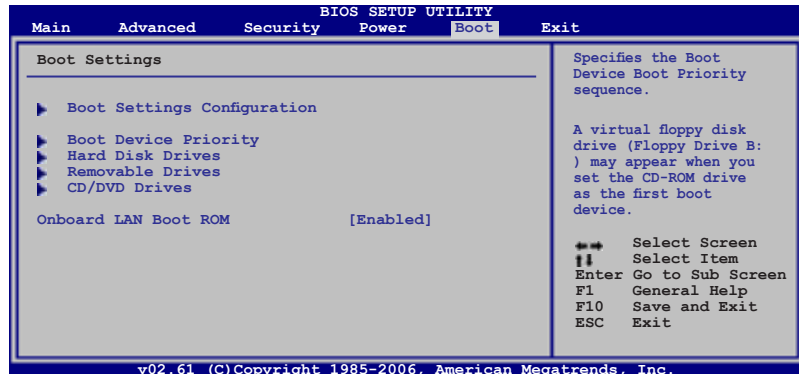 BIOS SETUP UTILITY
Main Advanced Security Power Boot Exit
Boot Settings
Boot Settings Configuration
Boot Device Priority
Hard Disk Drives
Removable Drives
CD/DVD Drives
Onboard LAN Boot ROM [Enabled]
Specifies the Boot
Device Boot Priority
sequence.
A virtual floppy disk
drive (Floppy Drive B:
) may appear when you
set the CD-ROM drive
as the first boot
device.
Select Screen
Select Item
Enter Go to Sub Screen
F1 General Help
F10 Save and Exit
ESC Exit
v02.61 (C)Copyright 1985-2006, American Megatrends, Inc.